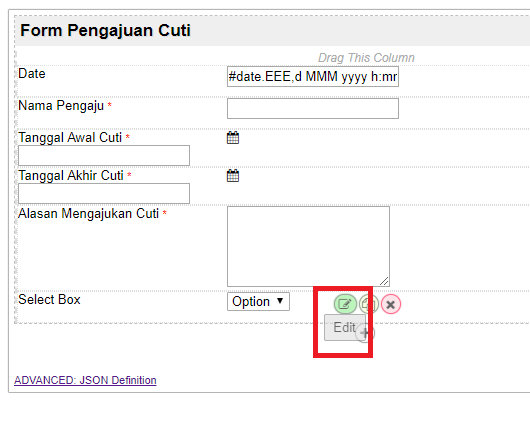 Form Pengajuan Cuti
Drag This Column
Date
#date.EEE,d MMM yyyy h:mr
Nama Pengaju *
Tanggal Awal Cuti *
Tanggal Akhir Cuti *
Alasan Mengajukan Cuti *
Select Box
Option
Edit
ADVANCED: JSON Definition